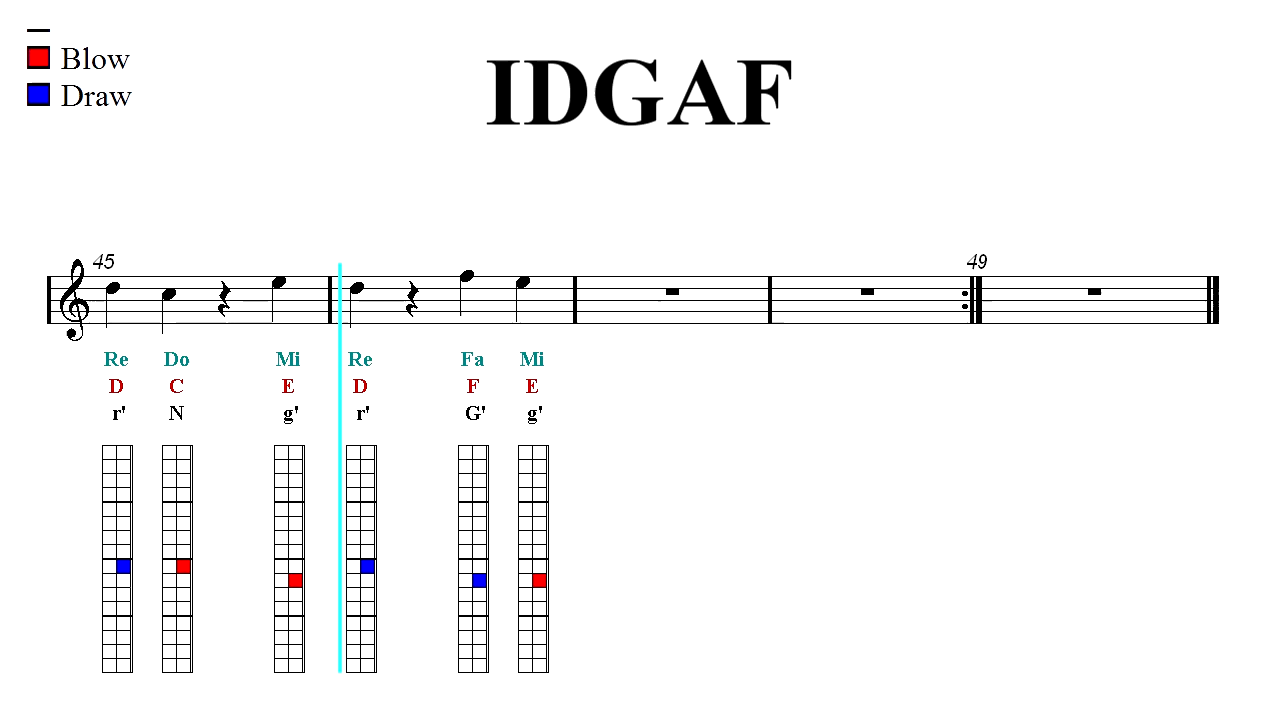 Blow
Draw
IDGAF
45 49
Re Do Mi Re Fa Mi
D C E D F E
r' N g' r' G' g'